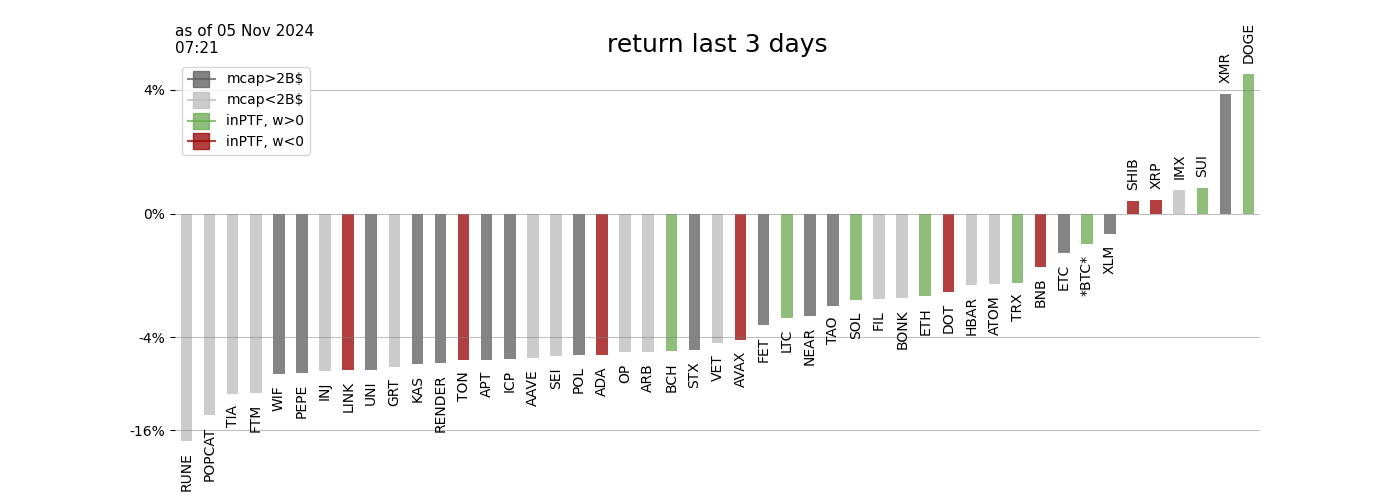 as of 05 Nov 2024
07:21
return last 3 days
mcap>2B$
mcap<2B$
inPTF, w>0
inPTF, w<0
4%
0%
-4%
-16%
RUNE
POPCAT
TIA
FTM
WIF
PEPE
INJ
LINK
UNI
GRT
KAS
RENDER
TON
APT
ICP
AAVE
SEI
POL
ADA
OP
ARB
BCH
STX
VET
AVAX
FET
LTC
NEAR
TAO
SOL
FIL
BONK
ETH
DOT
HBAR
ATOM
TRX
BNB
ETC
*BTC*
XLM
SHIB
XRP
IMX
SUI
XMR
DOGE